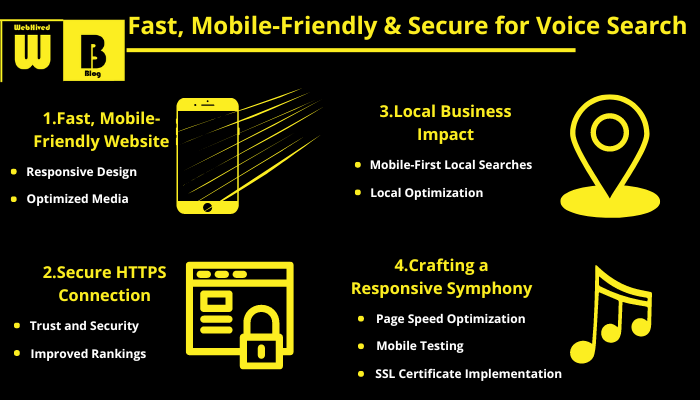 WebHived
W
B
Blog
Fast, Mobile-Friendly & Secure for Voice Search
1.Fast, Mobile-
Friendly Website
Responsive Design
Optimized Media
2.Secure HTTPS
Connection
Trust and Security
Improved Rankings
3.Local Business
Impact
Mobile-First Local Searches
Local Optimization
4.Crafting a
Responsive Symphony
Page Speed Optimization
Mobile Testing
SSL Certificate Implementation